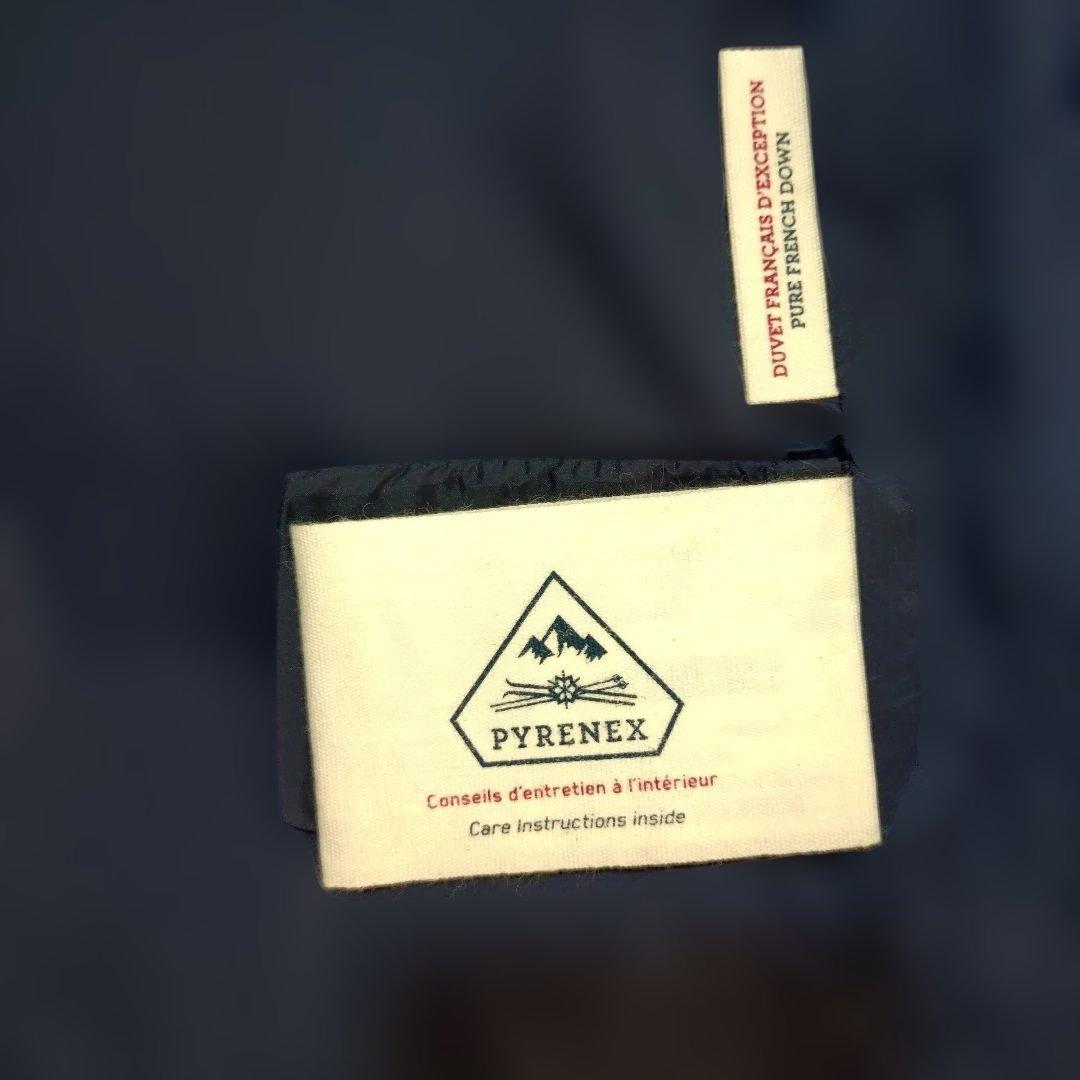 DUVET FRANÇAIS D'EXCEPTION
PURE FRENCH DOWN
PYRENEX
Conseils d'entretien à l'intérieur
Care Instructions inside